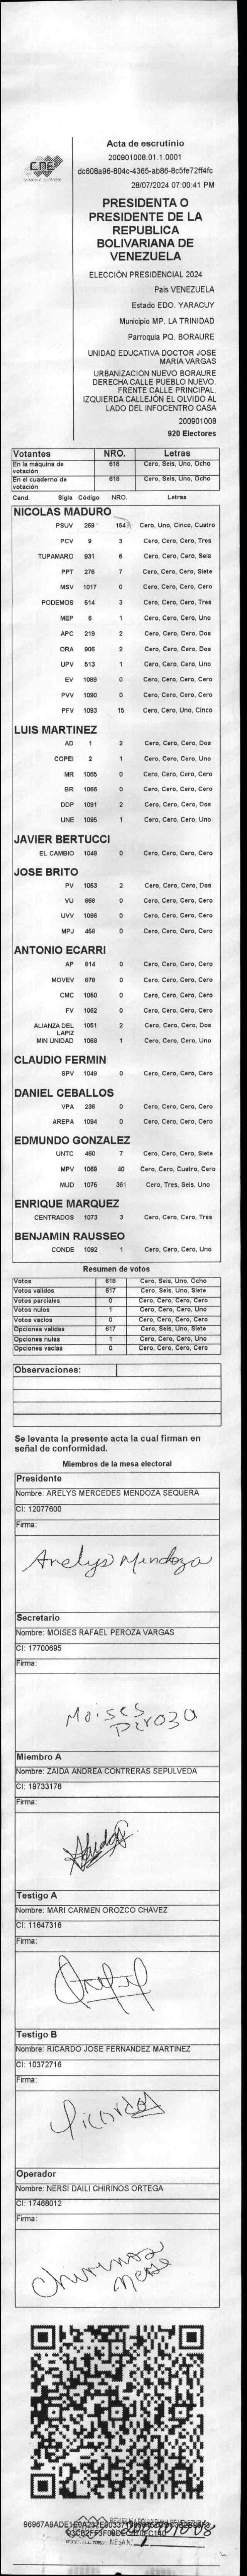 CNE
Acta de escrutinio
200901008.01.1.0001
dc608a96-804c-4365-ab86-8c5fe72ff4fc
28/07/2024 07:00:41 PM
PRESIDENTA O
PRESIDENTE DE LA
REPUBLICA
BOLIVARIANA DE
VENEZUELA
ELECCIÓN PRESIDENCIAL 2024
Pais VENEZUELA
Estado EDO. YARACUY
Municipio MP. LA TRINIDAD
Parroquia PQ. BORAURE
UNIDAD EDUCATIVA DOCTOR JOSE
MARIA VARGAS
URBANIZACION NUEVO BORAURE
DERECHA CALLE PUEBLO NUEVO.
FRENTE CALLE PRINCIPAL.
IZQUIERDA CALLEJÓN EL OLVIDO AL
LADO DEL INFOCENTRO CASA
200901008
920 Electores
Votantes NRO. Letras
En la máquina de votación 618 Cero, Seis, Uno, Ocho
En el cuaderno de votación 618 Cero, Seis, Uno, Ocho
Cand. Sigla Código NRO. Letras
NICOLAS MADURO
PSUV 269 154 Cero, Uno, Cinco, Cuatro
PCV 9 3 Cero, Cero, Cero, Tres
TUPAMARO 931 6 Cero, Cero, Cero, Seis
PPT 276 7 Cero, Cero, Cero, Siete
MSV 1017 0 Cero, Cero, Cero, Cero
PODEMOS 514 3 Cero, Cero, Cero, Tres
MEP 6 1 Cero, Cero, Cero, Uno
APC 219 2 Cero, Cero, Cero, Dos
ORA 906 2 Cero, Cero, Cero, Dos
UPV 513 1 Cero, Cero, Cero, Uno
EV 1089 0 Cero, Cero, Cero, Cero
PVV 1090 0 Cero, Cero, Cero, Cero
PFV 1093 15 Cero, Cero, Uno, Cinco
LUIS MARTINEZ
AD 1 2 Cero, Cero, Cero, Dos
COPEI 2 1 Cero, Cero, Cero, Uno
MR 1065 0 Cero, Cero, Cero, Cero
BR 1066 0 Cero, Cero, Cero, Cero
DDP 1091 2 Cero, Cero, Cero, Dos
UNE 1095 1 Cero, Cero, Cero, Uno
JAVIER BERTUCCI
EL CAMBIO 1048 0 Cero, Cero, Cero, Cero
JOSE BRITO
PV 1053 2 Cero, Cero, Cero, Dos
VU 868 0 Cero, Cero, Cero, Cero
UVV 1096 0 Cero, Cero, Cero, Cero
MPJ 458 0 Cero, Cero, Cero, Cero
ANTONIO ECARRI
AP 814 0 Cero, Cero, Cero, Cero
MOVEV 878 0 Cero, Cero, Cero, Cero
CMC 1050 0 Cero, Cero, Cero, Cero
FV 1062 0 Cero, Cero, Cero, Cero
ALIANZA DEL LAPIZ 1051 2 Cero, Cero, Cero, Dos
MIN UNIDAD 1068 1 Cero, Cero, Cero, Uno
CLAUDIO FERMIN
SPV 1049 0 Cero, Cero, Cero, Cero
DANIEL CEBALLOS
VPA 236 0 Cero, Cero, Cero, Cero
AREPA 1094 0 Cero, Cero, Cero, Cero
EDMUNDO GONZALEZ
UNTC 460 7 Cero, Cero, Cero, Siete
MPV 1069 40 Cero, Cero, Cuatro, Cero
MUD 1075 361 Cero, Tres, Seis, Uno
ENRIQUE MARQUEZ
CENTRADOS 1073 3 Cero, Cero, Cero, Tres
BENJAMIN RAUSSEO
CONDE 1092 1 Cero, Cero, Cero, Uno
Resumen de votos
Votos 618 Cero, Seis, Uno, Ocho
Votos validos 617 Cero, Seis, Uno, Siete
Votos parciales 0 Cero, Cero, Cero, Cero
Votos nulos 1 Cero, Cero, Cero, Uno
Votos vacios 0 Cero, Cero, Cero, Cero
Opciones validas 617 Cero, Seis, Uno, Siete
Opciones nulas 1 Cero, Cero, Cero, Uno
Opciones vacias 0 Cero, Cero, Cero, Cero
Observaciones:
Se levanta la presente acta la cual firman en
señal de conformidad.
Miembros de la mesa electoral
Presidente
Nombre: ARELYS MERCEDES MENDOZA SEQUERA
CI: 12077600
Firma:
Arelys Mendoza
Secretario
Nombre: MOISES RAFAEL PEROZA VARGAS
CI: 17700695
Firma:
Moises
Peroza
Miembro A
Nombre: ZAIDA ANDREA CONTRERAS SEPULVEDA
CI: 19733178
Firma:
Testigo A
Nombre: MARI CARMEN OROZCO CHAVEZ
CI: 11647316
Firma:
Testigo B
Nombre: RICARDO JOSE FERNANDEZ MARTINEZ
CI: 10372716
Firma:
Ricardo
Operador
Nombre: NERSI DAILI CHIRINOS ORTEGA
CI: 17468012
Firma:
Chirinos
MESA N° 1